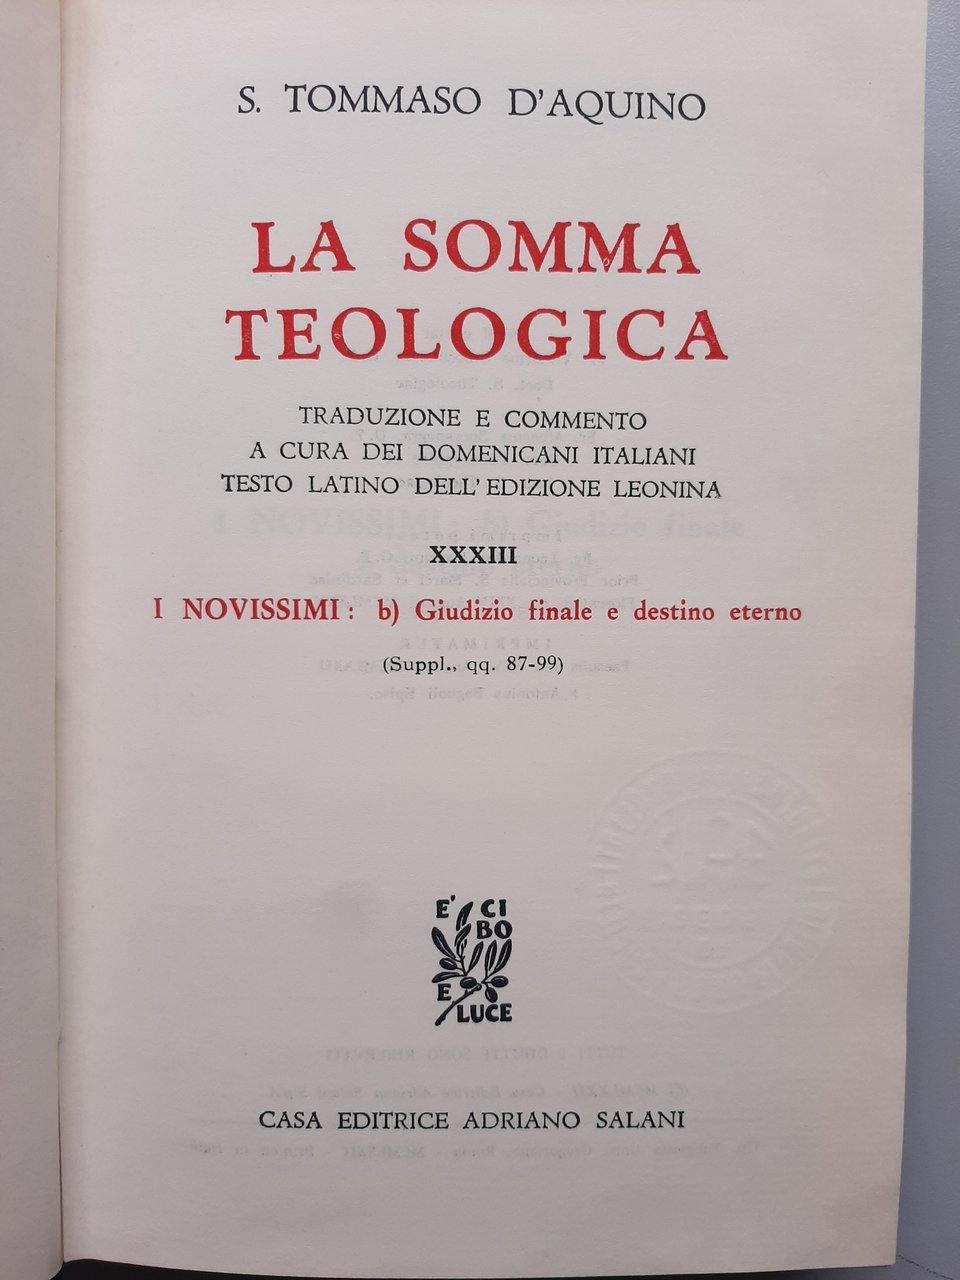 S. TOMMASO D'AQUINO
LA SOMMA
TEOLOGICA
TRADUZIONE E COMMENTO
A CURA DEI DOMENICANI ITALIANI
TESTO LATINO DELL'EDIZIONE LEONINA
XXXIII
I NOVISSIMI: b) Giudizio finale e destino eterno
(Suppl., qq. 87-99)
E' CI
BO
E
LUCE
CASA EDITRICE ADRIANO SALANI